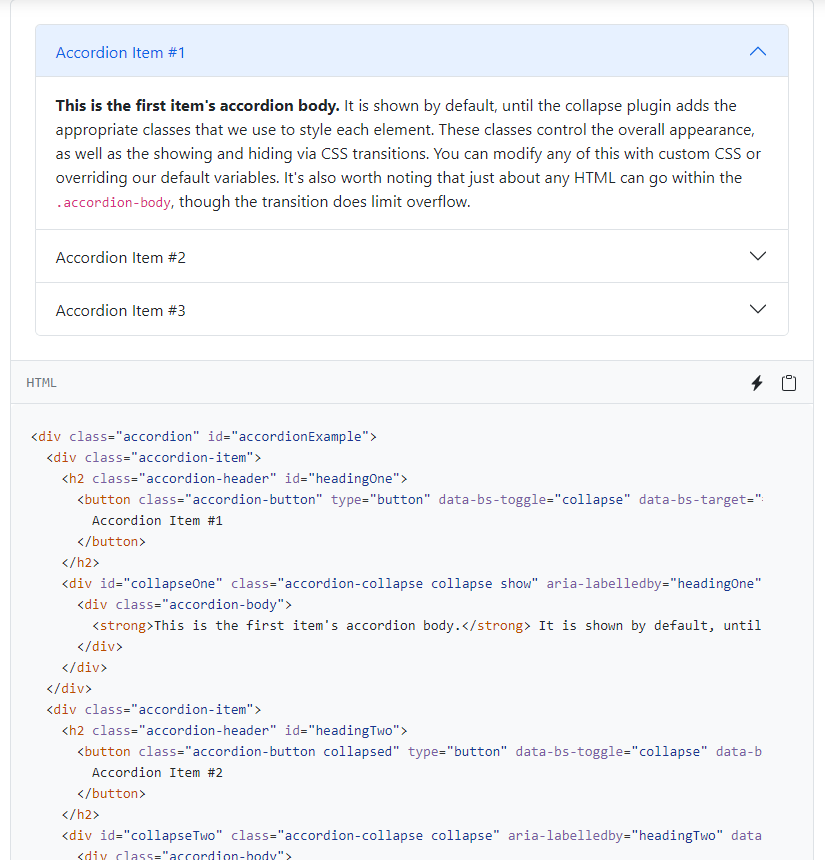 Accordion Item #1
This is the first item's accordion body. It is shown by default, until the collapse plugin adds the
appropriate classes that we use to style each element. These classes control the overall appearance,
as well as the showing and hiding via CSS transitions. You can modify any of this with custom CSS or
overriding our default variables. It's also worth noting that just about any HTML can go within the
.accordion-body, though the transition does limit overflow.
Accordion Item #2
Accordion Item #3
HTML
<div class="accordion" id="accordionExample">
  <div class="accordion-item">
    <h2 class="accordion-header" id="headingOne">
      <button class="accordion-button" type="button" data-bs-toggle="collapse" data-bs-target="
        Accordion Item #1
      </button>
    </h2>
    <div id="collapseOne" class="accordion-collapse collapse show" aria-labelledby="headingOne"
      <div class="accordion-body">
        <strong>This is the first item's accordion body.</strong> It is shown by default, until
      </div>
    </div>
  </div>
  <div class="accordion-item">
    <h2 class="accordion-header" id="headingTwo">
      <button class="accordion-button collapsed" type="button" data-bs-toggle="collapse" data-b
        Accordion Item #2
      </button>
    </h2>
    <div id="collapseTwo" class="accordion-collapse collapse" aria-labelledby="headingTwo" data
      <div class="accordion-body">